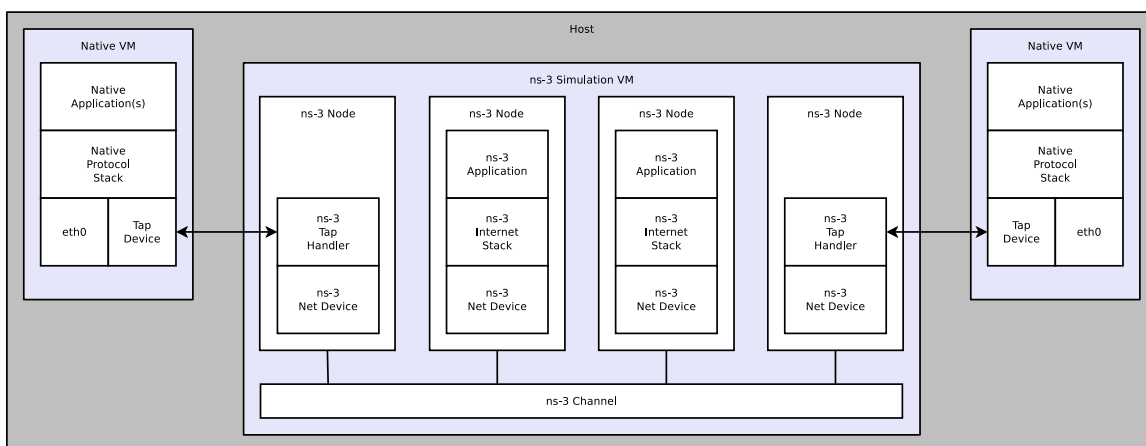 Host
Native VM
Native
Application(s)
Native
Protocol
Stack
eth0
Tap
Device
ns-3 Simulation VM
ns-3 Node
ns-3
Tap
Handler
ns-3
Net Device
ns-3 Node
ns-3
Application
ns-3
Internet
Stack
ns-3
Net Device
ns-3 Node
ns-3
Application
ns-3
Internet
Stack
ns-3
Net Device
ns-3 Node
ns-3
Tap
Handler
ns-3
Net Device
ns-3 Channel
Native VM
Native
Application(s)
Native
Protocol
Stack
Tap
Device
eth0